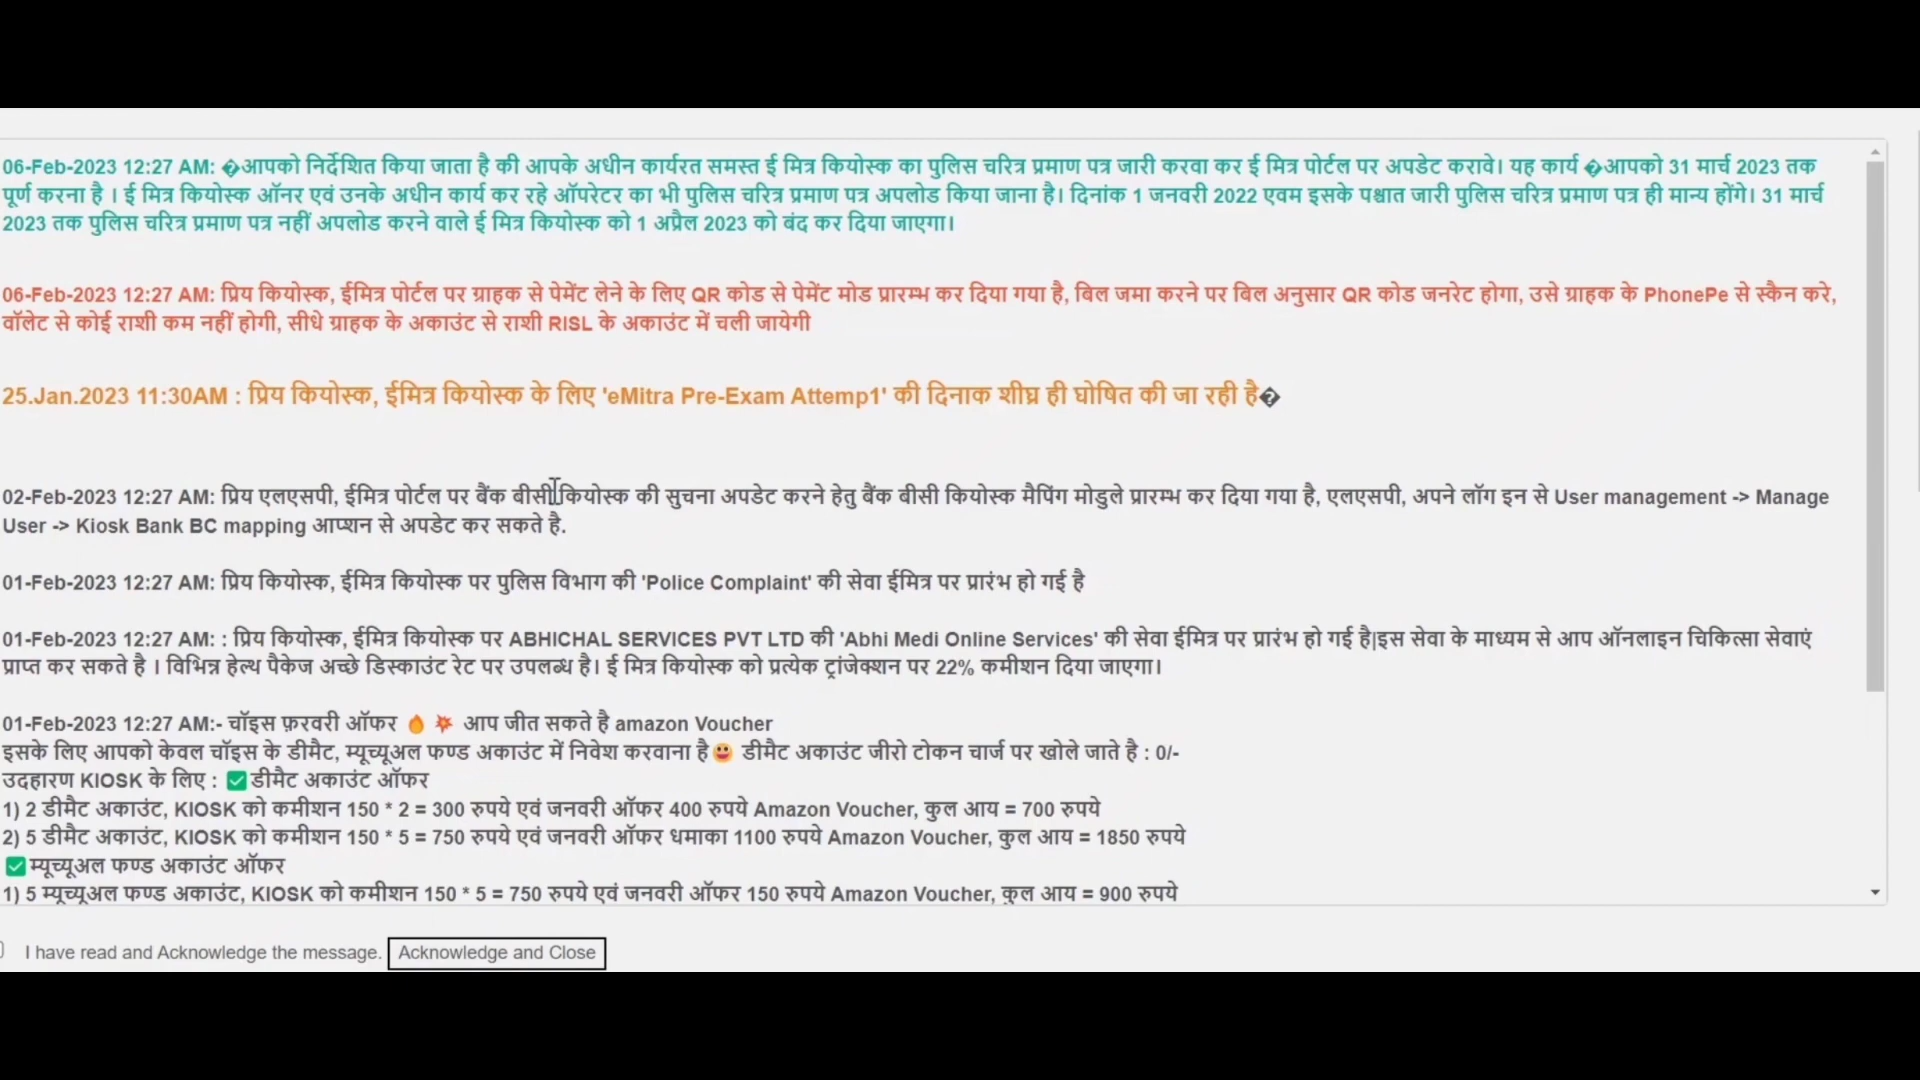 06-Feb-2023 12:27 AM: �आपको निर्देशित किया जाता है की आपके अधीन कार्यरत समस्त ई मित्र कियोस्क का पुलिस चरित्र प्रमाण पत्र जारी करवा कर ई मित्र पोर्टल पर अपडेट करावे। यह कार्य �आपको 31 मार्च 2023 तक
पूर्ण करना है । ई मित्र कियोस्क ऑनर एवं उनके अधीन कार्य कर रहे ऑपरेटर का भी पुलिस चरित्र प्रमाण पत्र अपलोड किया जाना है। दिनांक 1 जनवरी 2022 एवम इसके पश्चात जारी पुलिस चरित्र प्रमाण पत्र ही मान्य होंगे। 31 मार्च
2023 तक पुलिस चरित्र प्रमाण पत्र नहीं अपलोड करने वाले ई मित्र कियोस्क को 1 अप्रैल 2023 को बंद कर दिया जाएगा।
06-Feb-2023 12:27 AM: प्रिय कियोस्क, ईमित्र पोर्टल पर ग्राहक से पेमेंट लेने के लिए QR कोड से पेमेंट मोड प्रारम्भ कर दिया गया है, बिल जमा करने पर बिल अनुसार QR कोड जनरेट होगा, उसे ग्राहक के PhonePe से स्कैन करे,
वॉलेट से कोई राशी कम नहीं होगी, सीधे ग्राहक के अकाउंट से राशी RISL के अकाउंट में चली जायेगी
25.Jan.2023 11:30AM : प्रिय कियोस्क, ईमित्र कियोस्क के लिए 'eMitra Pre-Exam Attemp1' की दिनाक शीघ्र ही घोषित की जा रही है�
02-Feb-2023 12:27 AM: प्रिय एलएसपी, ईमित्र पोर्टल पर बैंक बीसी कियोस्क की सुचना अपडेट करने हेतु बैंक बीसी कियोस्क मैपिंग मोडुले प्रारम्भ कर दिया गया है, एलएसपी, अपने लॉग इन से User management -> Manage
User -> Kiosk Bank BC mapping आप्शन से अपडेट कर सकते है.
01-Feb-2023 12:27 AM: प्रिय कियोस्क, ईमित्र कियोस्क पर पुलिस विभाग की 'Police Complaint' की सेवा ईमित्र पर प्रारंभ हो गई है
01-Feb-2023 12:27 AM: : प्रिय कियोस्क, ईमित्र कियोस्क पर ABHICHAL SERVICES PVT LTD की 'Abhi Medi Online Services' की सेवा ईमित्र पर प्रारंभ हो गई है|इस सेवा के माध्यम से आप ऑनलाइन चिकित्सा सेवाएं
प्राप्त कर सकते है । विभिन्न हेल्थ पैकेज अच्छे डिस्काउंट रेट पर उपलब्ध है। ई मित्र कियोस्क को प्रत्येक ट्रांजेक्शन पर 22% कमीशन दिया जाएगा।
01-Feb-2023 12:27 AM:- चॉइस फ़रवरी ऑफर 🔥 💥 आप जीत सकते है amazon Voucher
इसके लिए आपको केवल चॉइस के डीमैट, म्यूच्यूअल फण्ड अकाउंट में निवेश करवाना है😀 डीमैट अकाउंट जीरो टोकन चार्ज पर खोले जाते है : 0/-
उदहारण KIOSK के लिए : ✅डीमैट अकाउंट ऑफर
1) 2 डीमैट अकाउंट, KIOSK को कमीशन 150 * 2 = 300 रुपये एवं जनवरी ऑफर 400 रुपये Amazon Voucher, कुल आय = 700 रुपये
2) 5 डीमैट अकाउंट, KIOSK को कमीशन 150 * 5 = 750 रुपये एवं जनवरी ऑफर धमाका 1100 रुपये Amazon Voucher, कुल आय = 1850 रुपये
✅म्यूच्यूअल फण्ड अकाउंट ऑफर
1) 5 म्यूच्यूअल फण्ड अकाउंट, KIOSK को कमीशन 150 * 5 = 750 रुपये एवं जनवरी ऑफर 150 रुपये Amazon Voucher, कुल आय = 900 रुपये
I have read and Acknowledge the message. Acknowledge and Close